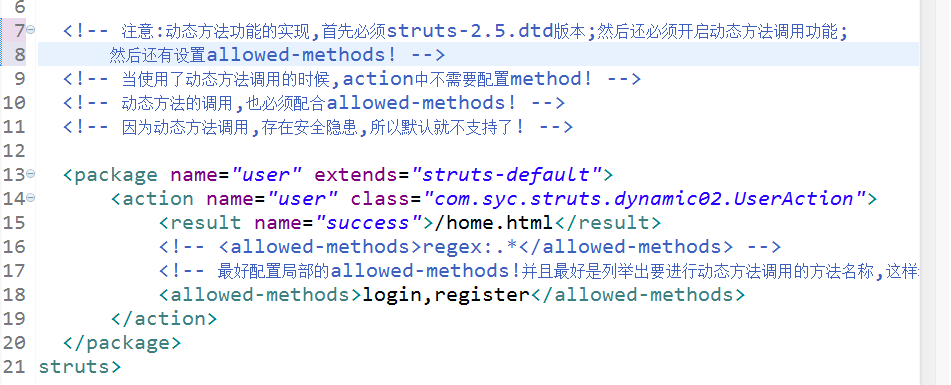 6
7 <!-- 注意:动态方法功能的实现,首先必须struts-2.5.dtd版本;然后还必须开启动态方法调用功能;
8 然后还有设置allowed-methods! -->
9 <!-- 当使用了动态方法调用的时候,action中不需要配置method! -->
10 <!-- 动态方法的调用,也必须配合allowed-methods! -->
11 <!-- 因为动态方法调用,存在安全隐患,所以默认就不支持了! -->
12
13 <package name="user" extends="struts-default">
14 <action name="user" class="com.syc.struts.dynamic02.UserAction">
15 <result name="success">/home.html</result>
16 <!-- <allowed-methods>regex:.*</allowed-methods> -->
17 <!-- 最好配置局部的allowed-methods!并且最好是列举出要进行动态方法调用的方法名称,这样
18 <allowed-methods>login,register</allowed-methods>
19 </action>
20 </package>
21 struts>